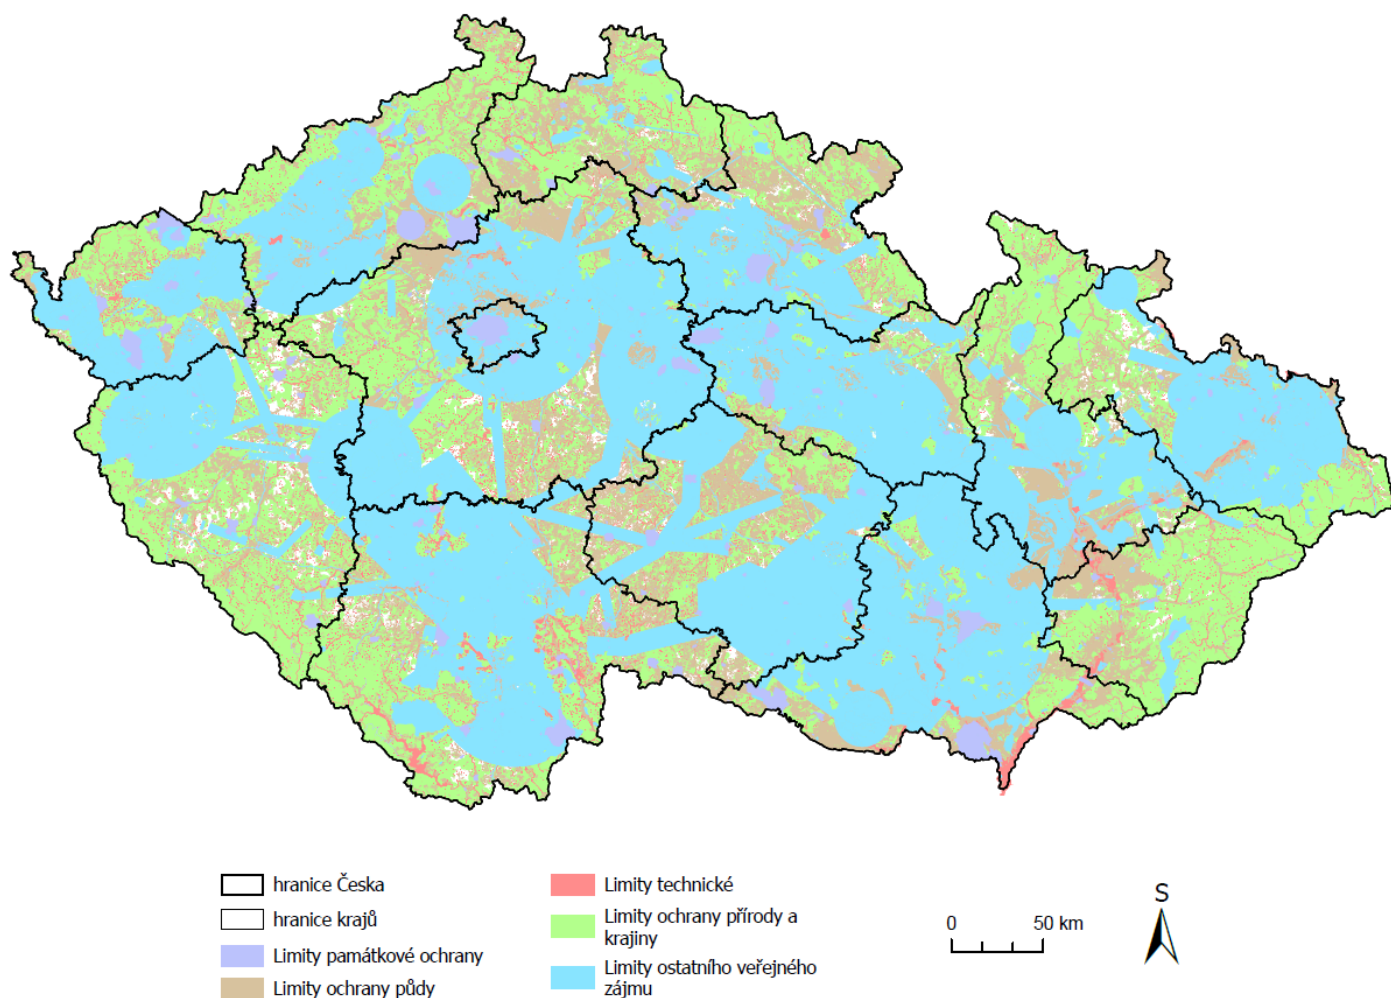 hranice Česka
hranice krajů
Limity památkové ochrany
Limity ochrany půdy
Limity technické
Limity ochrany přírody a
krajiny
Limity ostatního veřejného
zájmu
0 50 km
S